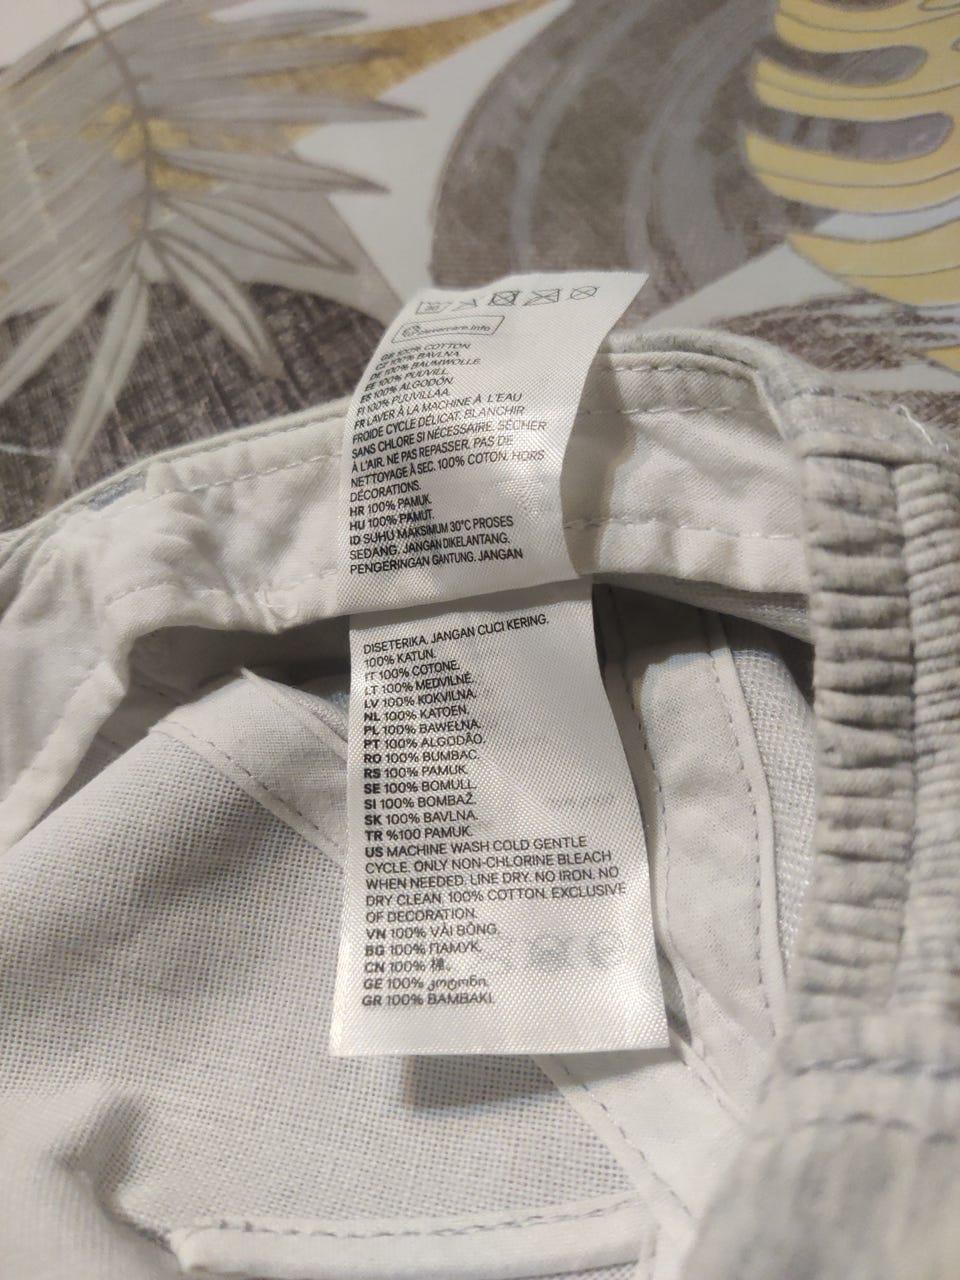 30
clevercare.info
GB 100% COTTON.
CZ 100% BAVLNA.
DE 100% BAUMWOLLE.
EE 100% PUUVILL.
ES 100% ALGODÓN.
FI 100% PUUVILLAA.
FR LAVER À LA MACHINE À L'EAU
FROIDE CYCLE DÉLICAT. BLANCHIR
SANS CHLORE SI NÉCESSAIRE. SÉCHER
À L'AIR. NE PAS REPASSER. PAS DE
NETTOYAGE À SEC. 100% COTON. HORS
DÉCORATIONS.
HR 100% PAMUK.
HU 100% PAMUT.
ID SUHU MAKSIMUM 30°C PROSES
SEDANG. JANGAN DIKELANTANG.
PENGERINGAN GANTUNG. JANGAN
DISETERIKA. JANGAN CUCI KERING.
100% KATUN.
IT 100% COTONE.
LT 100% MEDVILNĖ.
LV 100% KOKVILNA.
NL 100% KATOEN.
PL 100% BAWEŁNA.
PT 100% ALGODÃO.
RO 100% BUMBAC.
RS 100% PAMUK.
SE 100% BOMULL.
SI 100% BOMBAŽ.
SK 100% BAVLNA.
TR %100 PAMUK.
US MACHINE WASH COLD GENTLE
CYCLE. ONLY NON-CHLORINE BLEACH
WHEN NEEDED. LINE DRY. NO IRON. NO
DRY CLEAN. 100% COTTON. EXCLUSIVE
OF DECORATION.
VN 100% VẢI BÔNG.
BG 100% ПАМУК.
CN 100% 棉。
GE 100% კოტონი.
GR 100% ΒΑΜΒΑΚΙ.